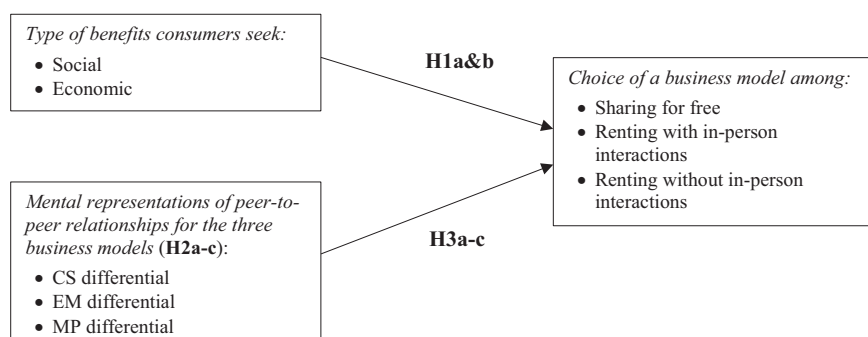 Type of benefits consumers seek:
• Social
• Economic
H1a&b
Choice of a business model among:
• Sharing for free
• Renting with in-person
interactions
• Renting without in-person
interactions
Mental representations of peer-to-
peer relationships for the three
business models (H2a-c):
• CS differential
• EM differential
• MP differential
H3a-c